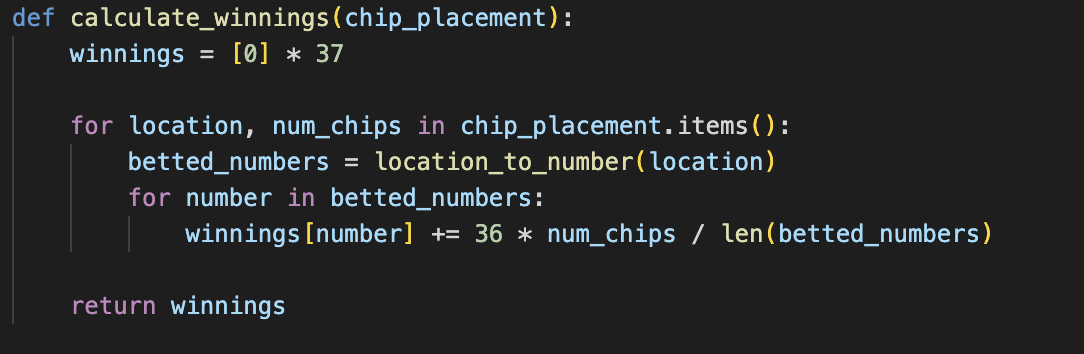 def calculate_winnings(chip_placement):
    winnings = [0] * 37
    for location, num_chips in chip_placement.items():
        betted_numbers = location_to_number(location)
        for number in betted_numbers:
            winnings[number] += 36 * num_chips / len(betted_numbers)
    return winnings